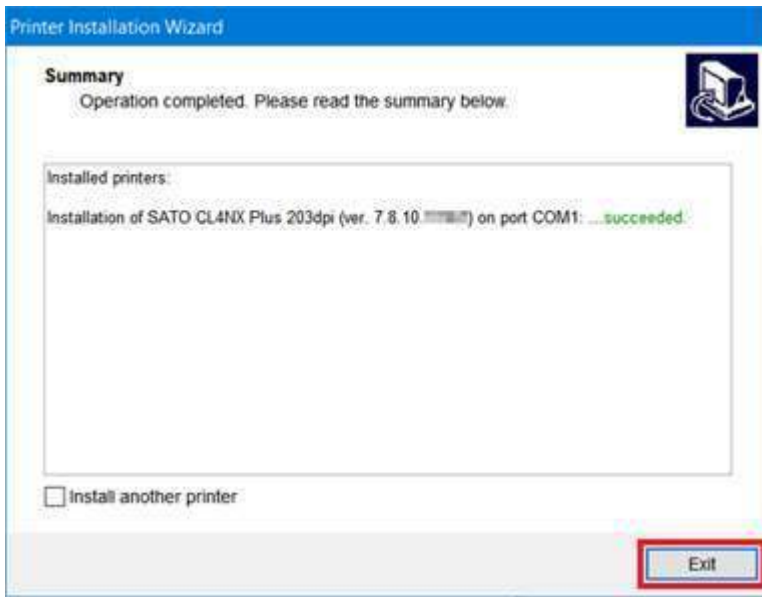 Printer Installation Wizard
Summary
Operation completed. Please read the summary below.
Installed printers:
Installation of SATO CL4NX Plus 203dpi (ver. 7.8.10. ) on port COM1: ...succeeded.
Install another printer
Exit